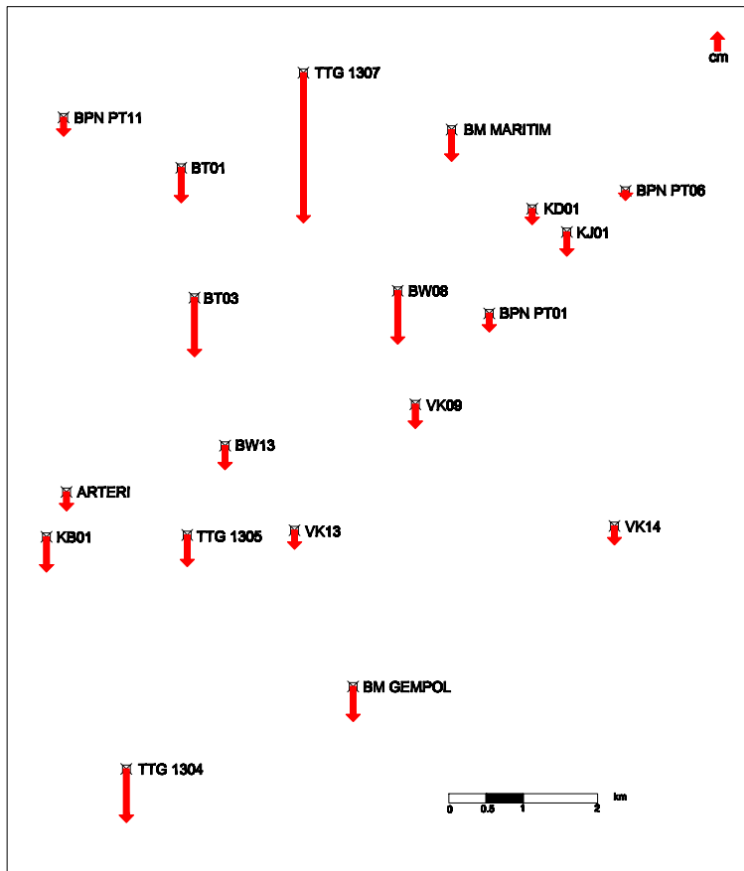 cm
TTG 1307
BPN PT11
BM MARITIM
BT01
BPN PT06
KD01
KJ01
BW08
BT03
BPN PT01
VK09
BW13
ARTERI
VK14
VK13
TTG 1305
KB01
BM GEMPOL
TTG 1304
km
0 0.5 1 2